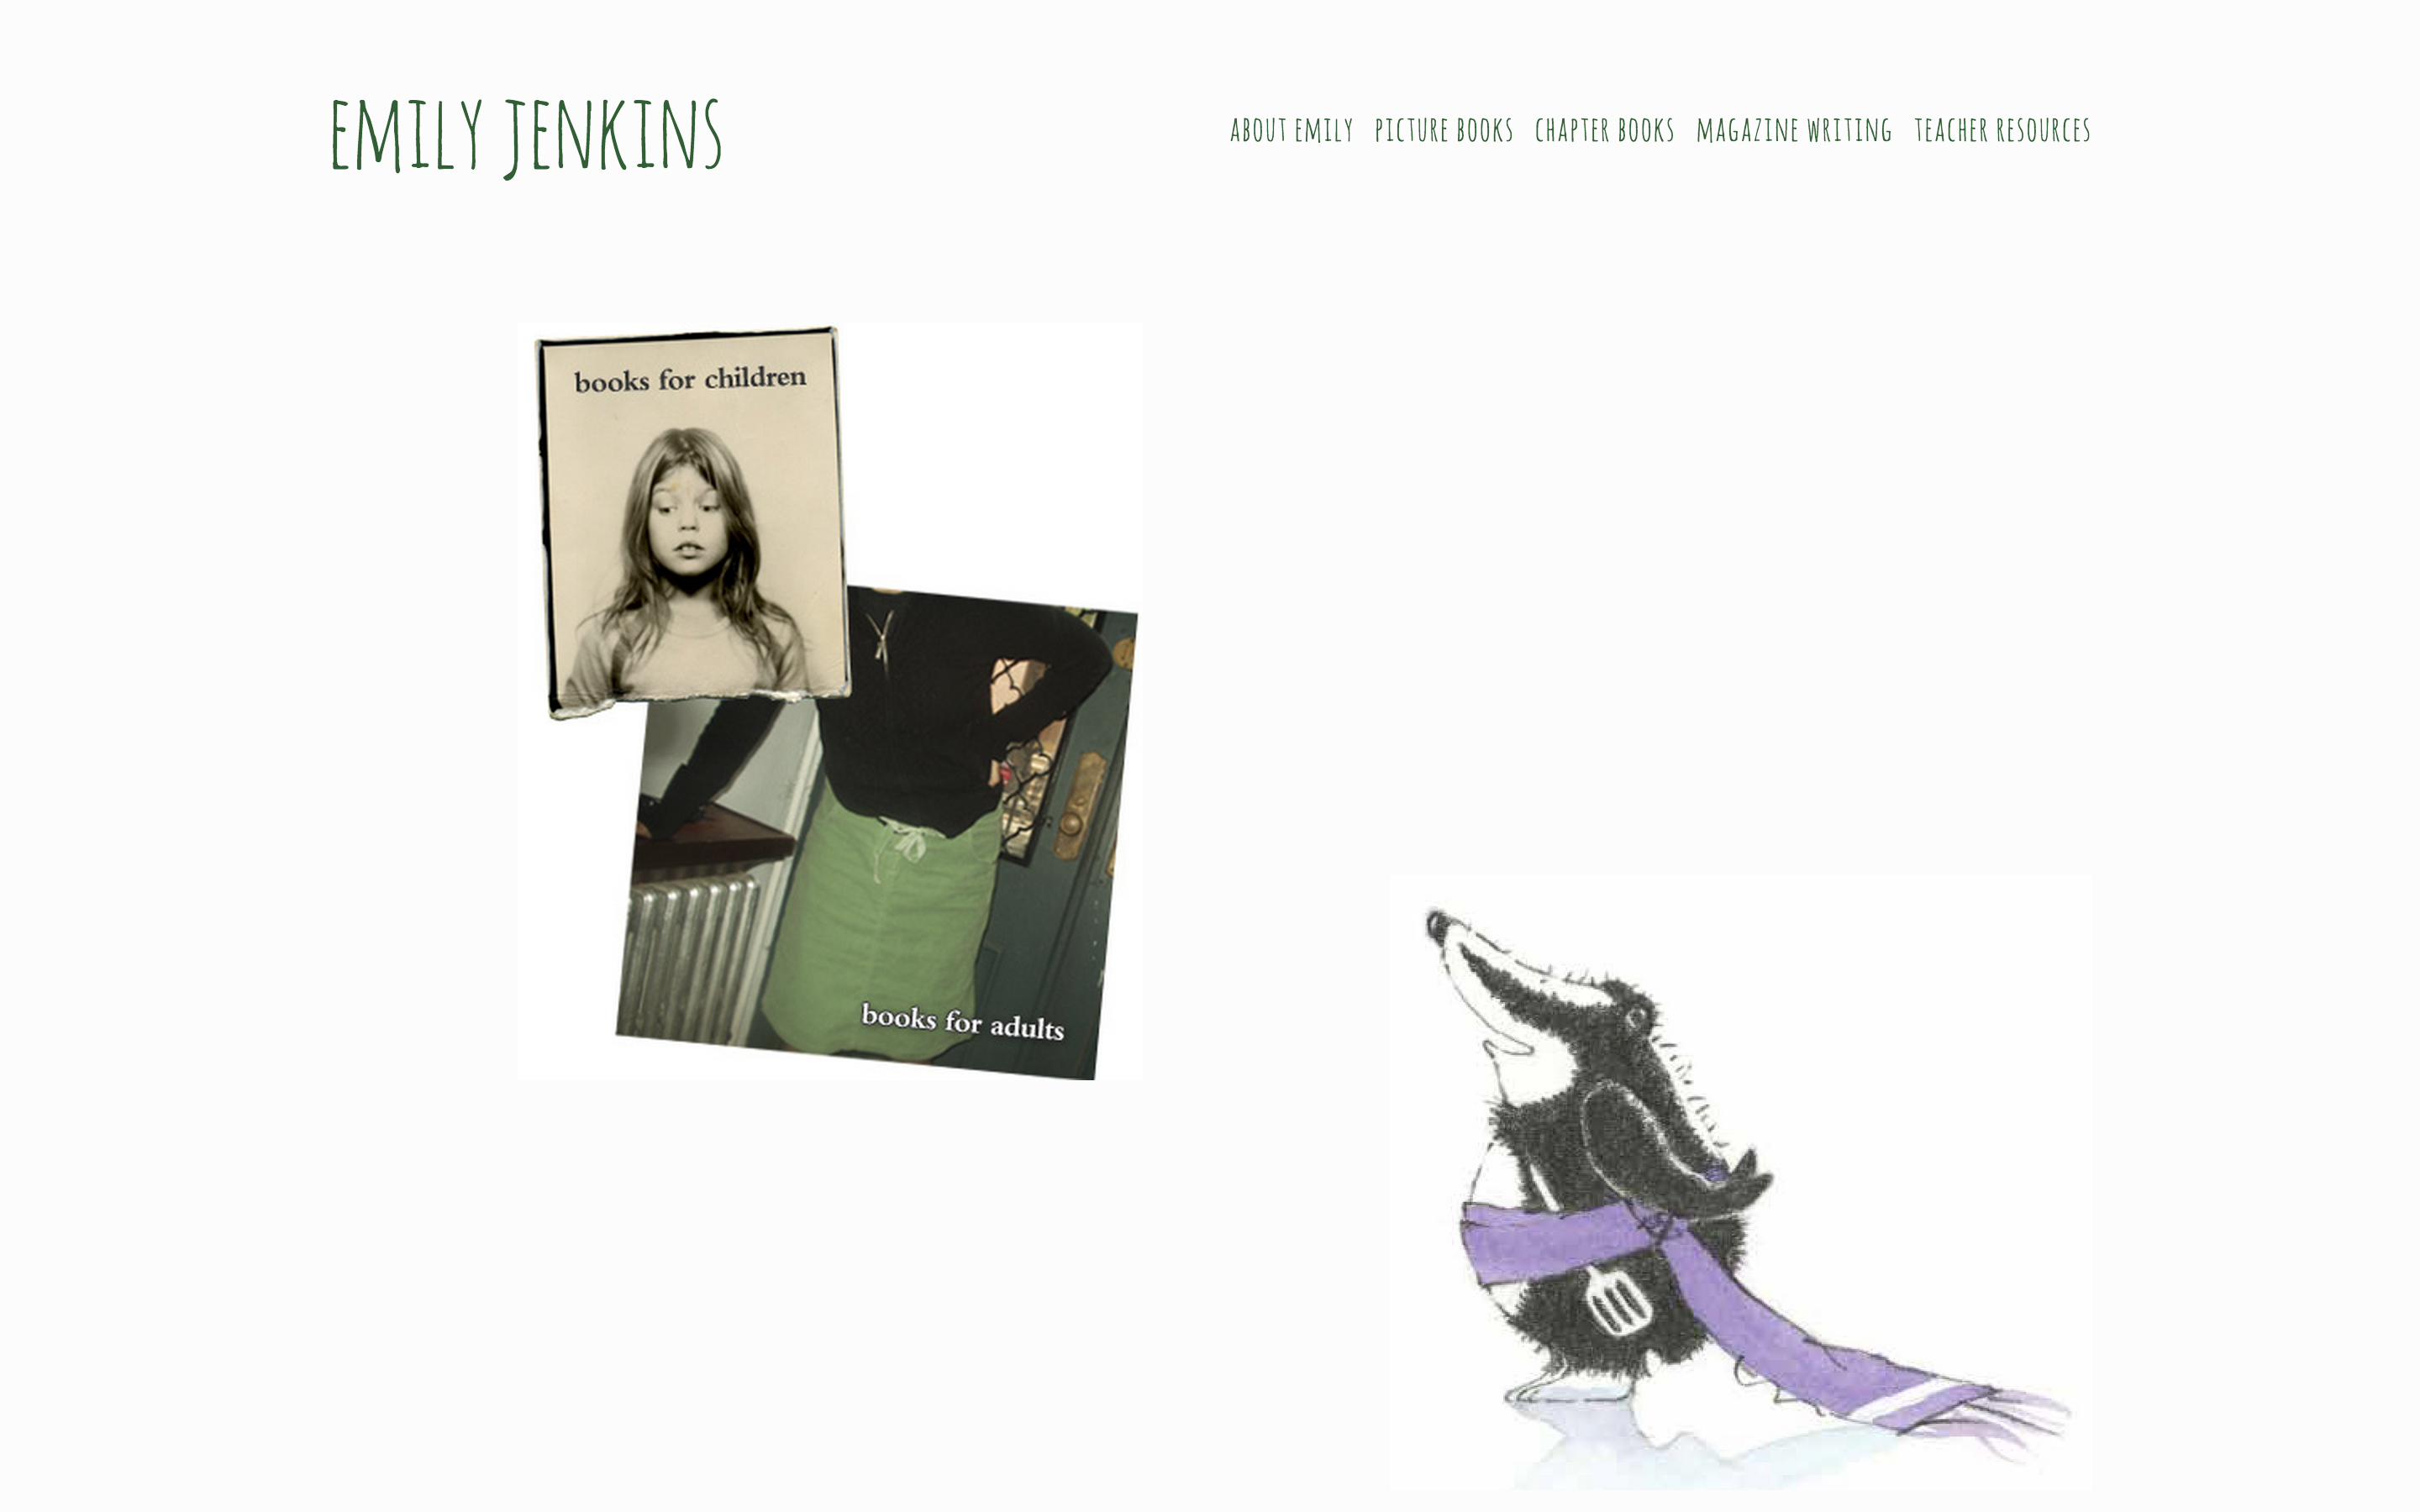 EMILY JENKINS
ABOUT EMILY PICTURE BOOKS CHAPTER BOOKS MAGAZINE WRITING TEACHER RESOURCES
books for children
books for adults